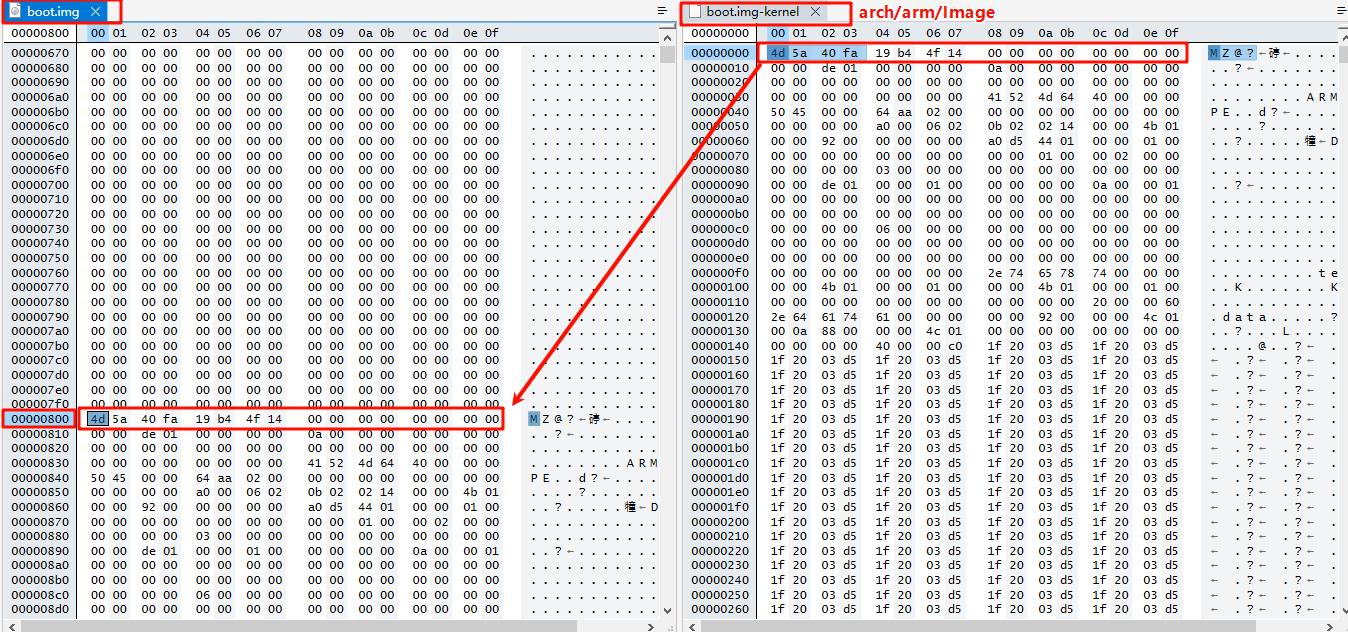 boot.img
00000800 00 01 02 03 04 05 06 07 08 09 0a 0b 0c 0d 0e 0f
00000670 00 00 00 00 00 00 00 00 00 00 00 00 00 00 00 00
00000680 00 00 00 00 00 00 00 00 00 00 00 00 00 00 00 00
00000690 00 00 00 00 00 00 00 00 00 00 00 00 00 00 00 00
000006a0 00 00 00 00 00 00 00 00 00 00 00 00 00 00 00 00
000006b0 00 00 00 00 00 00 00 00 00 00 00 00 00 00 00 00
000006c0 00 00 00 00 00 00 00 00 00 00 00 00 00 00 00 00
000006d0 00 00 00 00 00 00 00 00 00 00 00 00 00 00 00 00
000006e0 00 00 00 00 00 00 00 00 00 00 00 00 00 00 00 00
000006f0 00 00 00 00 00 00 00 00 00 00 00 00 00 00 00 00
00000700 00 00 00 00 00 00 00 00 00 00 00 00 00 00 00 00
00000710 00 00 00 00 00 00 00 00 00 00 00 00 00 00 00 00
00000720 00 00 00 00 00 00 00 00 00 00 00 00 00 00 00 00
00000730 00 00 00 00 00 00 00 00 00 00 00 00 00 00 00 00
00000740 00 00 00 00 00 00 00 00 00 00 00 00 00 00 00 00
00000750 00 00 00 00 00 00 00 00 00 00 00 00 00 00 00 00
00000760 00 00 00 00 00 00 00 00 00 00 00 00 00 00 00 00
00000770 00 00 00 00 00 00 00 00 00 00 00 00 00 00 00 00
00000780 00 00 00 00 00 00 00 00 00 00 00 00 00 00 00 00
00000790 00 00 00 00 00 00 00 00 00 00 00 00 00 00 00 00
000007a0 00 00 00 00 00 00 00 00 00 00 00 00 00 00 00 00
000007b0 00 00 00 00 00 00 00 00 00 00 00 00 00 00 00 00
000007c0 00 00 00 00 00 00 00 00 00 00 00 00 00 00 00 00
000007d0 00 00 00 00 00 00 00 00 00 00 00 00 00 00 00 00
000007e0 00 00 00 00 00 00 00 00 00 00 00 00 00 00 00 00
000007f0 00 00 00 00 00 00 00 00 00 00 00 00 00 00 00 00
00000800 4d 5a 40 fa 19 b4 4f 14 00 00 00 00 00 00 00 00 MZ@?←
00000810 00 00 de 01 00 00 00 00 0a 00 00 00 00 00 00 00 ..?←
00000820 00 00 00 00 00 00 00 00 00 00 00 00 00 00 00 00
00000830 00 00 00 00 00 00 00 00 41 52 4d 64 40 00 00 00 ........ARM
00000840 50 45 00 00 64 aa 02 00 00 00 00 00 00 00 00 00 PE..d?←
00000850 00 00 00 00 a0 00 06 02 0b 02 02 14 00 00 4b 01 ....?
00000860 00 00 92 00 00 00 00 00 a0 d5 44 01 00 00 01 00 ..?.....犝←D
00000870 00 00 00 00 00 00 00 00 00 00 01 00 00 02 00 00
00000880 00 00 00 00 03 00 00 00 00 00 00 00 00 00 00 00
00000890 00 00 de 01 00 00 01 00 00 00 00 00 0a 00 00 01 ..?←
000008a0 00 00 00 00 00 00 00 00 00 00 00 00 00 00 00 00
000008b0 00 00 00 00 00 00 00 00 00 00 00 00 00 00 00 00
000008c0 00 00 00 00 06 00 00 00 00 00 00 00 00 00 00 00
000008d0 00 00 00 00 00 00 00 00 00 00 00 00 00 00 00 00
boot.img-kernel
arch/arm/Image
00000000 00 01 02 03 04 05 06 07 08 09 0a 0b 0c 0d 0e 0f
00000000 4d 5a 40 fa 19 b4 4f 14 00 00 00 00 00 00 00 00 MZ@?←
00000010 00 00 de 01 00 00 00 00 0a 00 00 00 00 00 00 00 ..?←
00000020 00 00 00 00 00 00 00 00 00 00 00 00 00 00 00 00
00000030 00 00 00 00 00 00 00 00 41 52 4d 64 40 00 00 00 ........ARM
00000040 50 45 00 00 64 aa 02 00 00 00 00 00 00 00 00 00 PE..d?←
00000050 00 00 00 00 a0 00 06 02 0b 02 02 14 00 00 4b 01 ....?
00000060 00 00 92 00 00 00 00 00 a0 d5 44 01 00 00 01 00 ..?.....犝←D
00000070 00 00 00 00 00 00 00 00 00 00 01 00 00 02 00 00
00000080 00 00 00 00 03 00 00 00 00 00 00 00 00 00 00 00
00000090 00 00 de 01 00 00 01 00 00 00 00 00 0a 00 00 01 ..?←
000000a0 00 00 00 00 00 00 00 00 00 00 00 00 00 00 00 00
000000b0 00 00 00 00 00 00 00 00 00 00 00 00 00 00 00 00
000000c0 00 00 00 00 06 00 00 00 00 00 00 00 00 00 00 00
000000d0 00 00 00 00 00 00 00 00 00 00 00 00 00 00 00 00
000000e0 00 00 00 00 00 00 00 00 00 00 00 00 00 00 00 00
000000f0 00 00 00 00 00 00 00 00 2e 74 65 78 74 00 00 00 te
00000100 00 00 4b 01 00 00 01 00 00 00 4b 01 00 00 01 00 ..K K
00000110 00 00 00 00 00 00 00 00 00 00 00 00 20 00 00 60
00000120 2e 64 61 74 61 00 00 00 00 00 92 00 00 00 4c 01 .data.....?
00000130 00 0a 88 00 00 00 4c 01 00 00 00 00 00 00 00 00 ..?...L
00000140 00 00 00 00 40 00 00 c0 1f 20 03 d5 1f 20 03 d5 ....@..?←
00000150 1f 20 03 d5 1f 20 03 d5 1f 20 03 d5 1f 20 03 d5
00000160 1f 20 03 d5 1f 20 03 d5 1f 20 03 d5 1f 20 03 d5
00000170 1f 20 03 d5 1f 20 03 d5 1f 20 03 d5 1f 20 03 d5
00000180 1f 20 03 d5 1f 20 03 d5 1f 20 03 d5 1f 20 03 d5
00000190 1f 20 03 d5 1f 20 03 d5 1f 20 03 d5 1f 20 03 d5
000001a0 1f 20 03 d5 1f 20 03 d5 1f 20 03 d5 1f 20 03 d5
000001b0 1f 20 03 d5 1f 20 03 d5 1f 20 03 d5 1f 20 03 d5
000001c0 1f 20 03 d5 1f 20 03 d5 1f 20 03 d5 1f 20 03 d5
000001d0 1f 20 03 d5 1f 20 03 d5 1f 20 03 d5 1f 20 03 d5
000001e0 1f 20 03 d5 1f 20 03 d5 1f 20 03 d5 1f 20 03 d5
000001f0 1f 20 03 d5 1f 20 03 d5 1f 20 03 d5 1f 20 03 d5
00000200 1f 20 03 d5 1f 20 03 d5 1f 20 03 d5 1f 20 03 d5
00000210 1f 20 03 d5 1f 20 03 d5 1f 20 03 d5 1f 20 03 d5
00000220 1f 20 03 d5 1f 20 03 d5 1f 20 03 d5 1f 20 03 d5
00000230 1f 20 03 d5 1f 20 03 d5 1f 20 03 d5 1f 20 03 d5
00000240 1f 20 03 d5 1f 20 03 d5 1f 20 03 d5 1f 20 03 d5
00000250 1f 20 03 d5 1f 20 03 d5 1f 20 03 d5 1f 20 03 d5
00000260 1f 20 03 d5 1f 20 03 d5 1f 20 03 d5 1f 20 03 d5